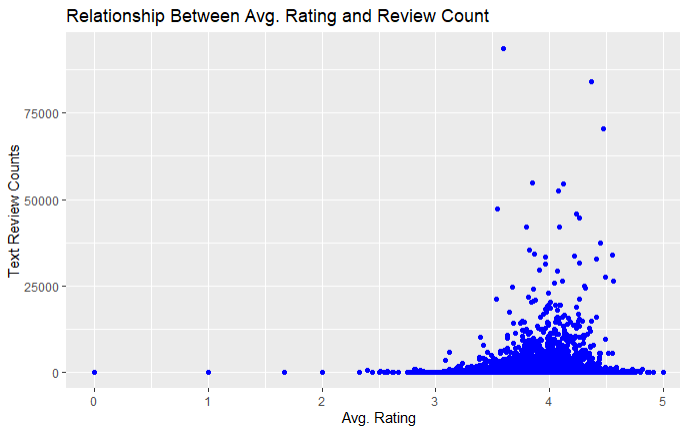 Relationship Between Avg. Rating and Review Count
Text Review Counts
75000
50000
25000
0
0 1 2 3 4 5
Avg. Rating